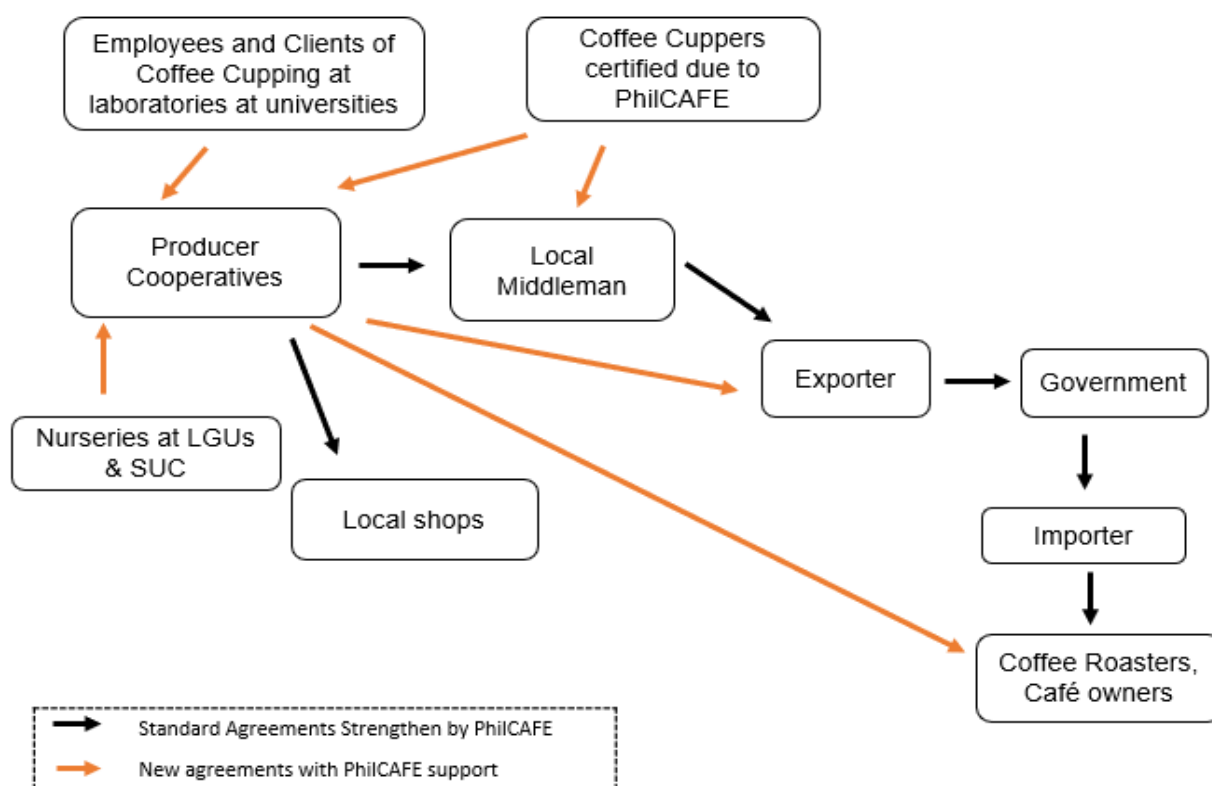 Employees and Clients of
Coffee Cupping at
laboratories at universities
Coffee Cuppers
certified due to
PhilCAFE
Producer
Cooperatives
Local
Middleman
Exporter
Government
Nurseries at LGUs
& SUC
Local shops
Importer
Coffee Roasters,
Café owners
Standard Agreements Strengthen by PhilCAFE
New agreements with PhilCAFE support